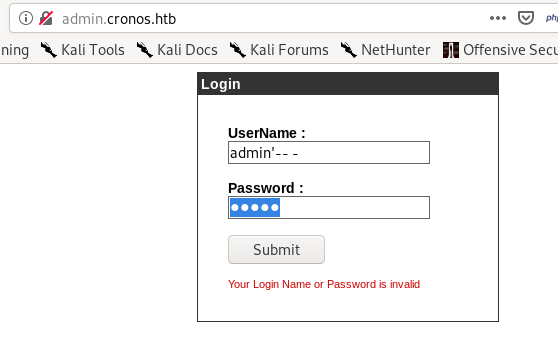 admin.cronos.htb
ning Kali Tools Kali Docs Kali Forums NetHunter Offensive Secu
Login
UserName :
admin'-- -
Password :
●●●●●
Submit
Your Login Name or Password is invalid